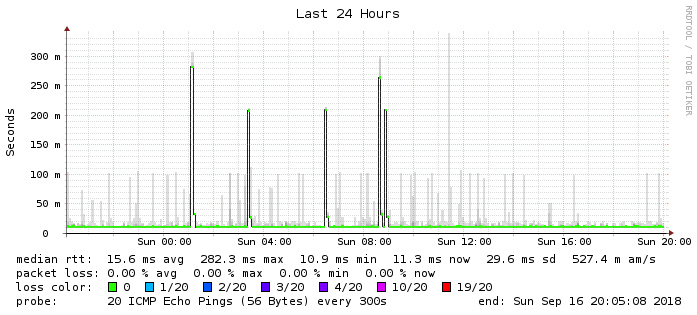 Last 24 Hours
RRDTOOL / TOBI OETIKER
Seconds
300 m
250 m
200 m
150 m
100 m
50 m
0
Sun 00:00 Sun 04:00 Sun 08:00 Sun 12:00 Sun 16:00 Sun 20:00
median rtt: 15.6 ms avg 282.3 ms max 10.9 ms min 11.3 ms now 29.6 ms sd 527.4 m am/s
packet loss: 0.00 % avg 0.00 % max 0.00 % min 0.00 % now
loss color: 0 1/20 2/20 3/20 4/20 10/20 19/20
probe: 20 ICMP Echo Pings (56 Bytes) every 300s end: Sun Sep 16 20:05:08 2018